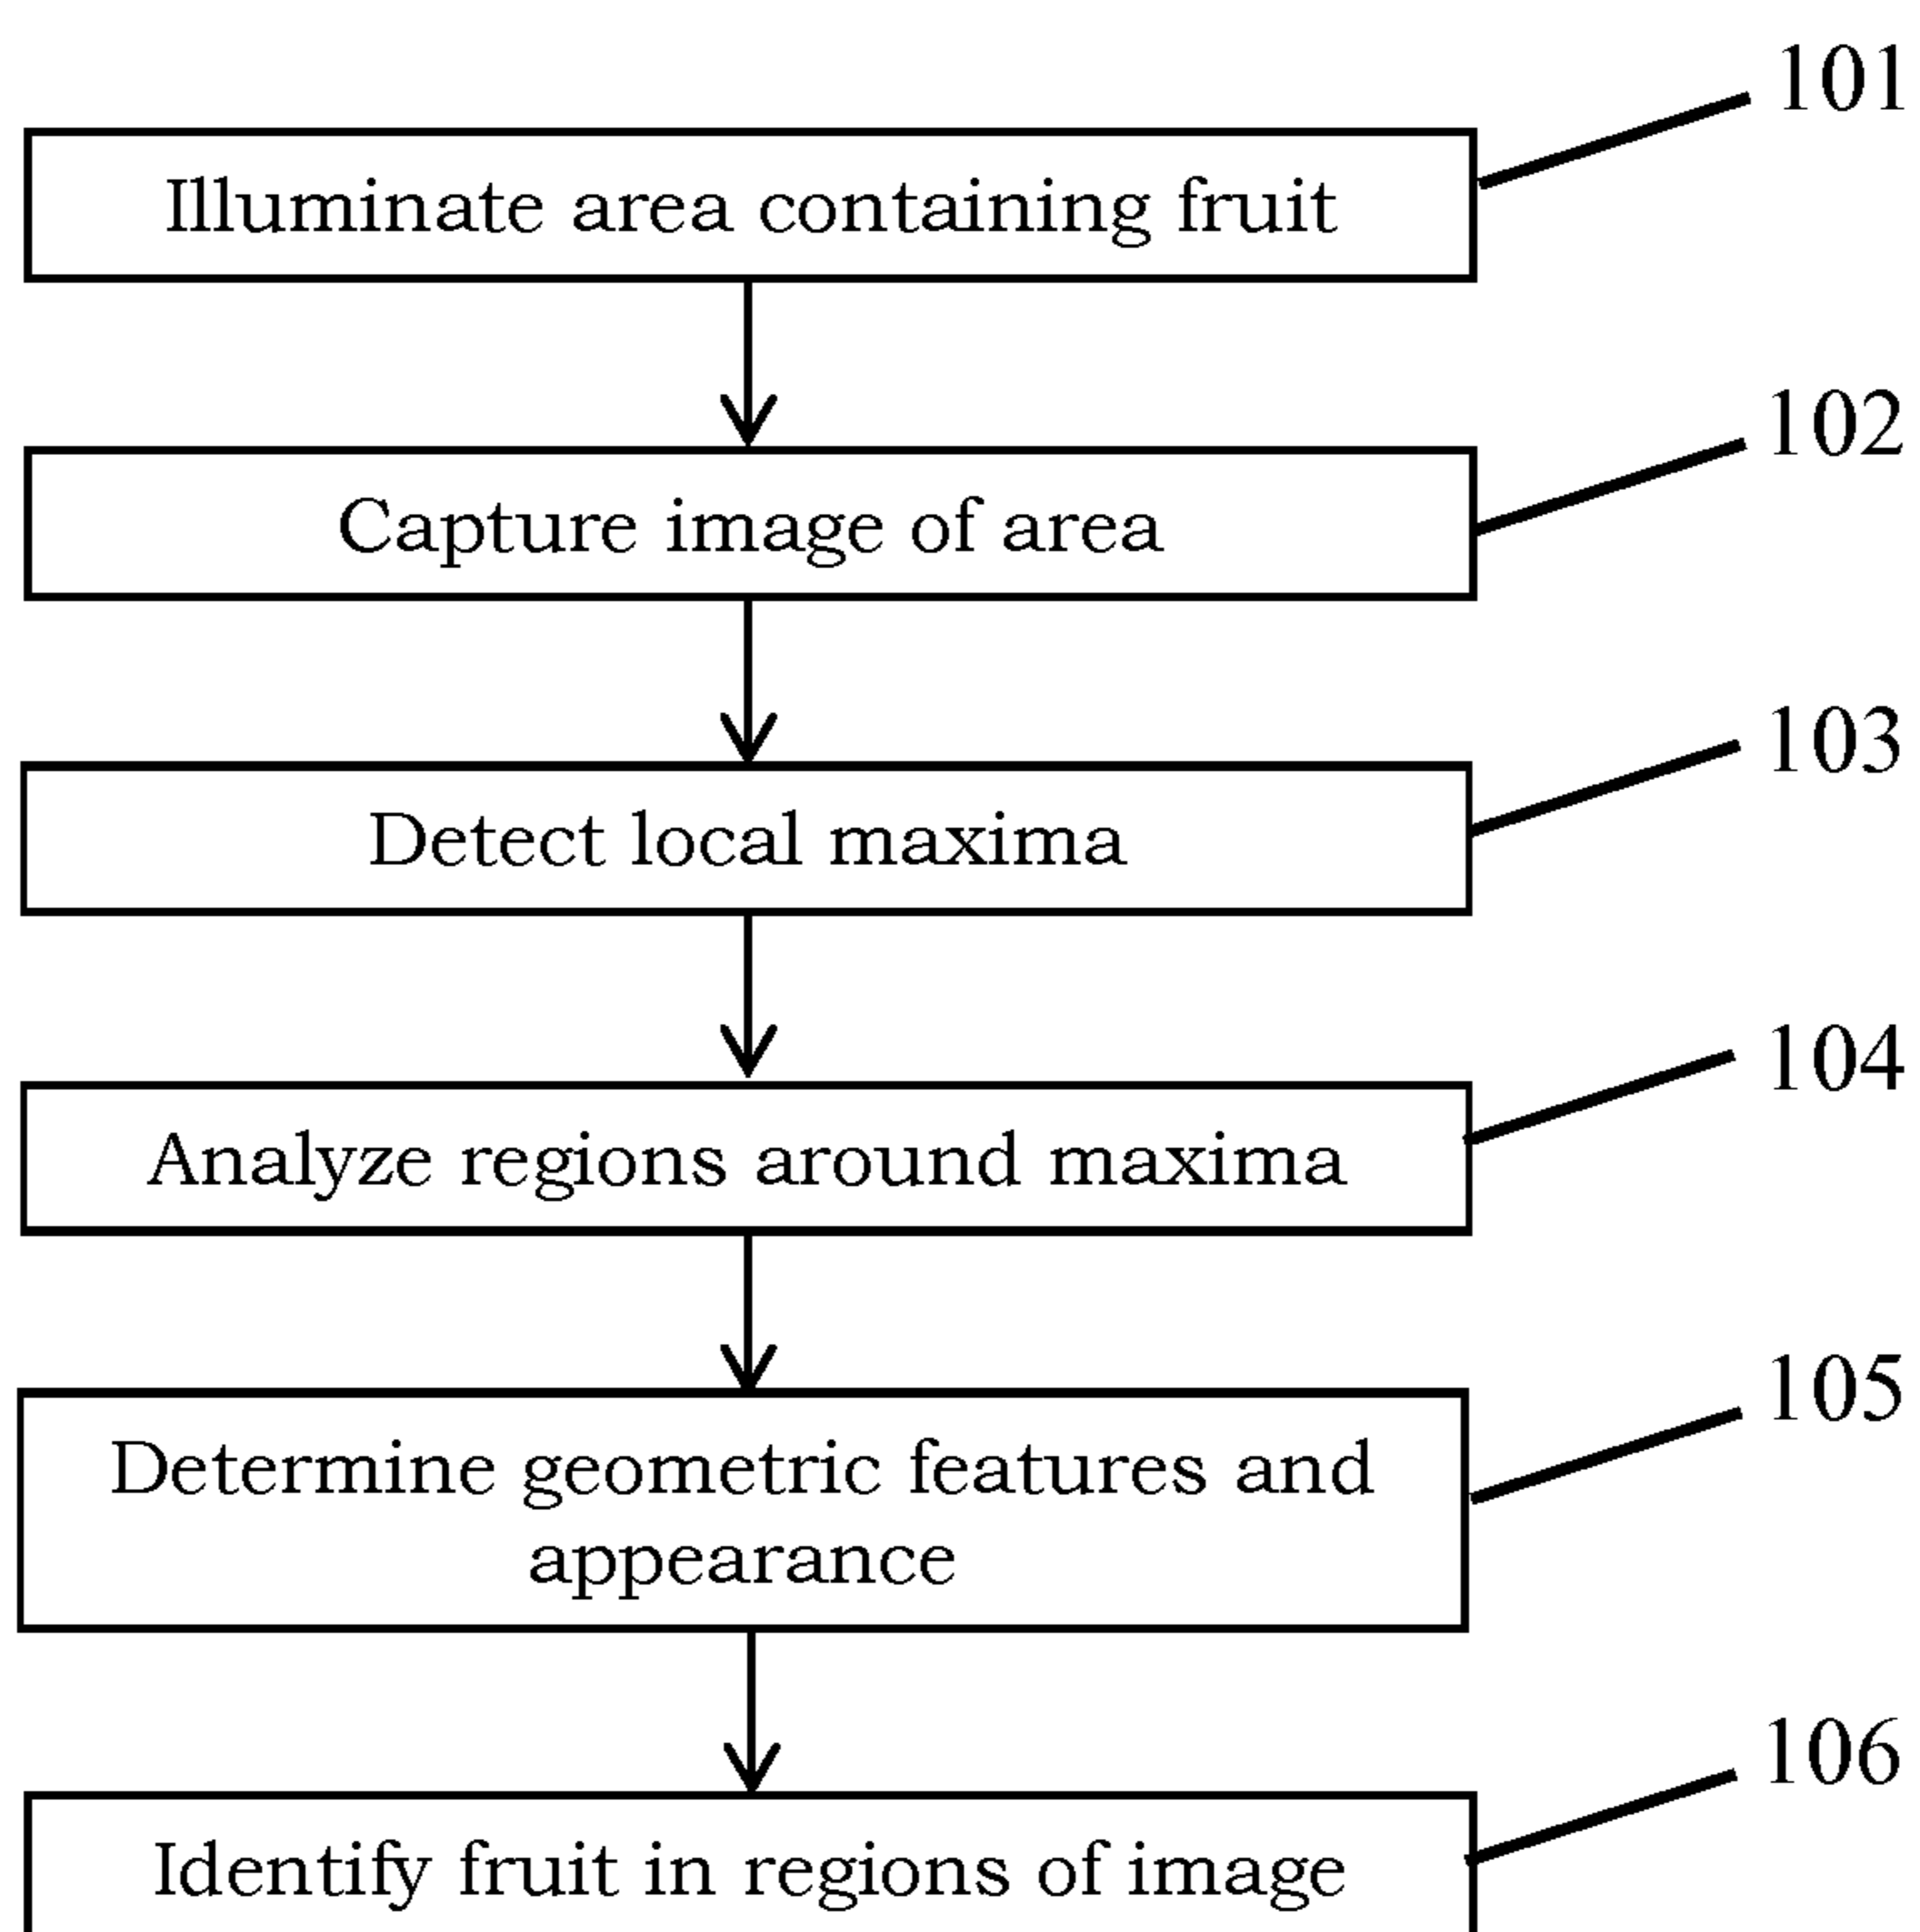 101
Illuminate area containing fruit
102
Capture image of area
103
Detect local maxima
104
Analyze regions around maxima
105
Determine geometric features and
appearance
106
Identify fruit in regions of image